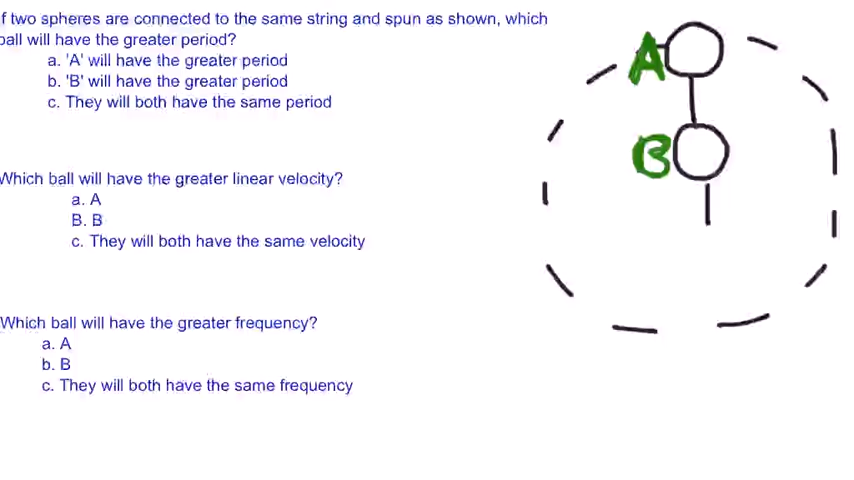 f two spheres are connected to the same string and spun as shown, which
ball will have the greater period?
a. 'A' will have the greater period
b. 'B' will have the greater period
c. They will both have the same period
Which ball will have the greater linear velocity?
a. A
B. B
c. They will both have the same velocity
Which ball will have the greater frequency?
a. A
b. B
c. They will both have the same frequency
A
B